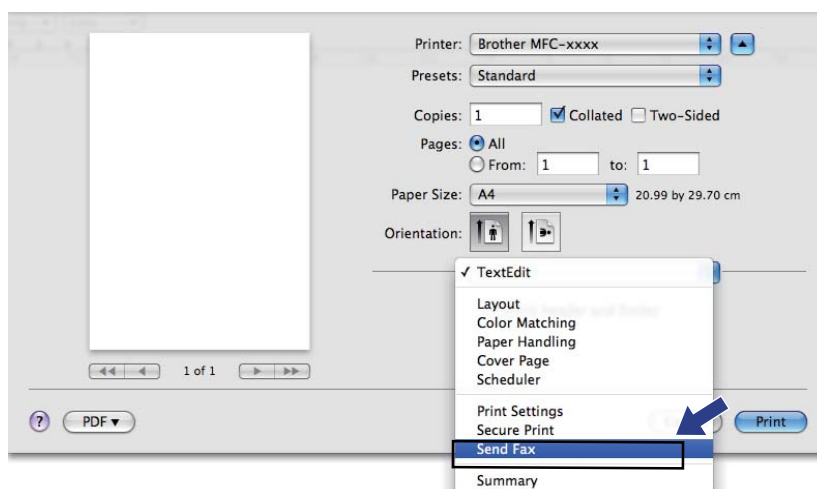 Printer: Brother MFC-xxxx
Presets: Standard
Copies: 1 Collated Two-Sided
Pages: All
From: 1 to: 1
Paper Size: A4 20.99 by 29.70 cm
Orientation:
✓ TextEdit
Layout
Color Matching
Paper Handling
Cover Page
Scheduler
1 of 1
Print Settings
Secure Print
Send Fax
Summary
? PDF▼
Print